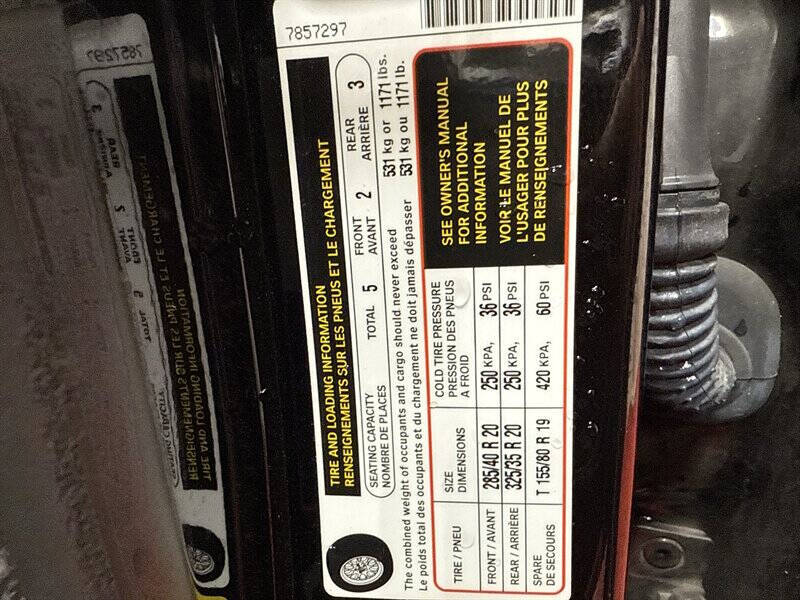 7857297
TIRE AND LOADING INFORMATION
RENSEIGNEMENTS SUR LES PNEUS ET LE CHARGEMENT
SEATING CAPACITY
NOMBRE DE PLACES
TOTAL 5 FRONT AVANT 2 REAR ARRIÈRE 3
The combined weight of occupants and cargo should never exceed 531 kg or 1171 lbs.
Le poids total des occupants et du chargement ne doit jamais dépasser 531 kg ou 1171 lb.
TIRE / PNEU SIZE DIMENSIONS COLD TIRE PRESSURE PRESSION DES PNEUS A FROID
FRONT / AVANT 285/40 R 20 250 KPA, 36 PSI
REAR / ARRIÈRE 325/35 R 20 250 KPA, 36 PSI
SPARE DE SECOURS T 155/80 R 19 420 KPA, 60 PSI
SEE OWNER'S MANUAL
FOR ADDITIONAL
INFORMATION
VOIR LE MANUEL DE
L'USAGER POUR PLUS
DE RENSEIGNEMENTS